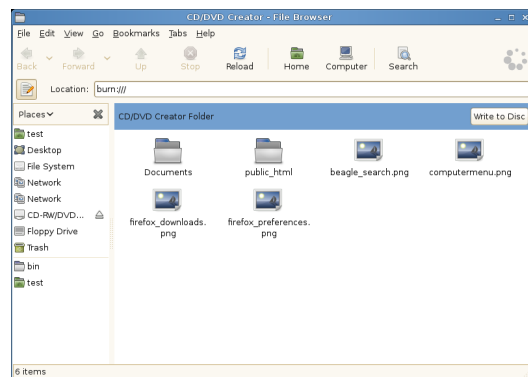 CD/DVD Creator - File Browser
File Edit View Go Bookmarks Tabs Help
Back Forward Up Stop Reload Home Computer Search
Location: burn:///
Places
CD/DVD Creator Folder
Write to Disc
test
Desktop
File System
Network
Network
CD-RW/DVD...
Floppy Drive
Trash
bin
test
Documents
public_html
beagle_search.png
computermenu.png
firefox_downloads.
png
firefox_preferences.
png
6 items